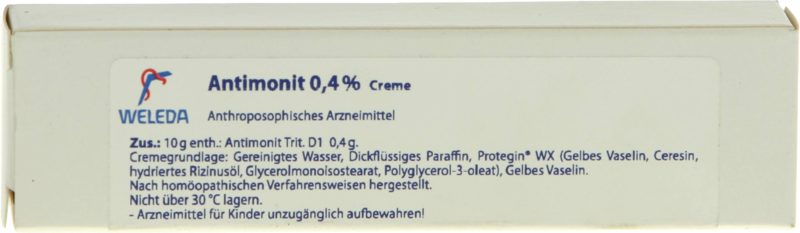 Antimonit 0,4% Creme
WELEDA
Anthroposophisches Arzneimittel
Zus.: 10 g enth.: Antimonit Trit. D1 0,4 g.
Cremegrundlage: Gereinigtes Wasser, Dickflüssiges Paraffin, Protegin® WX (Gelbes Vaselin, Ceresin,
hydriertes Rizinusöl, Glycerolmonoisostearat, Polyglycerol-3-oleat), Gelbes Vaselin.
Nach homöopathischen Verfahrensweisen hergestellt.
Nicht über 30 °C lagern.
- Arzneimittel für Kinder unzugänglich aufbewahren!